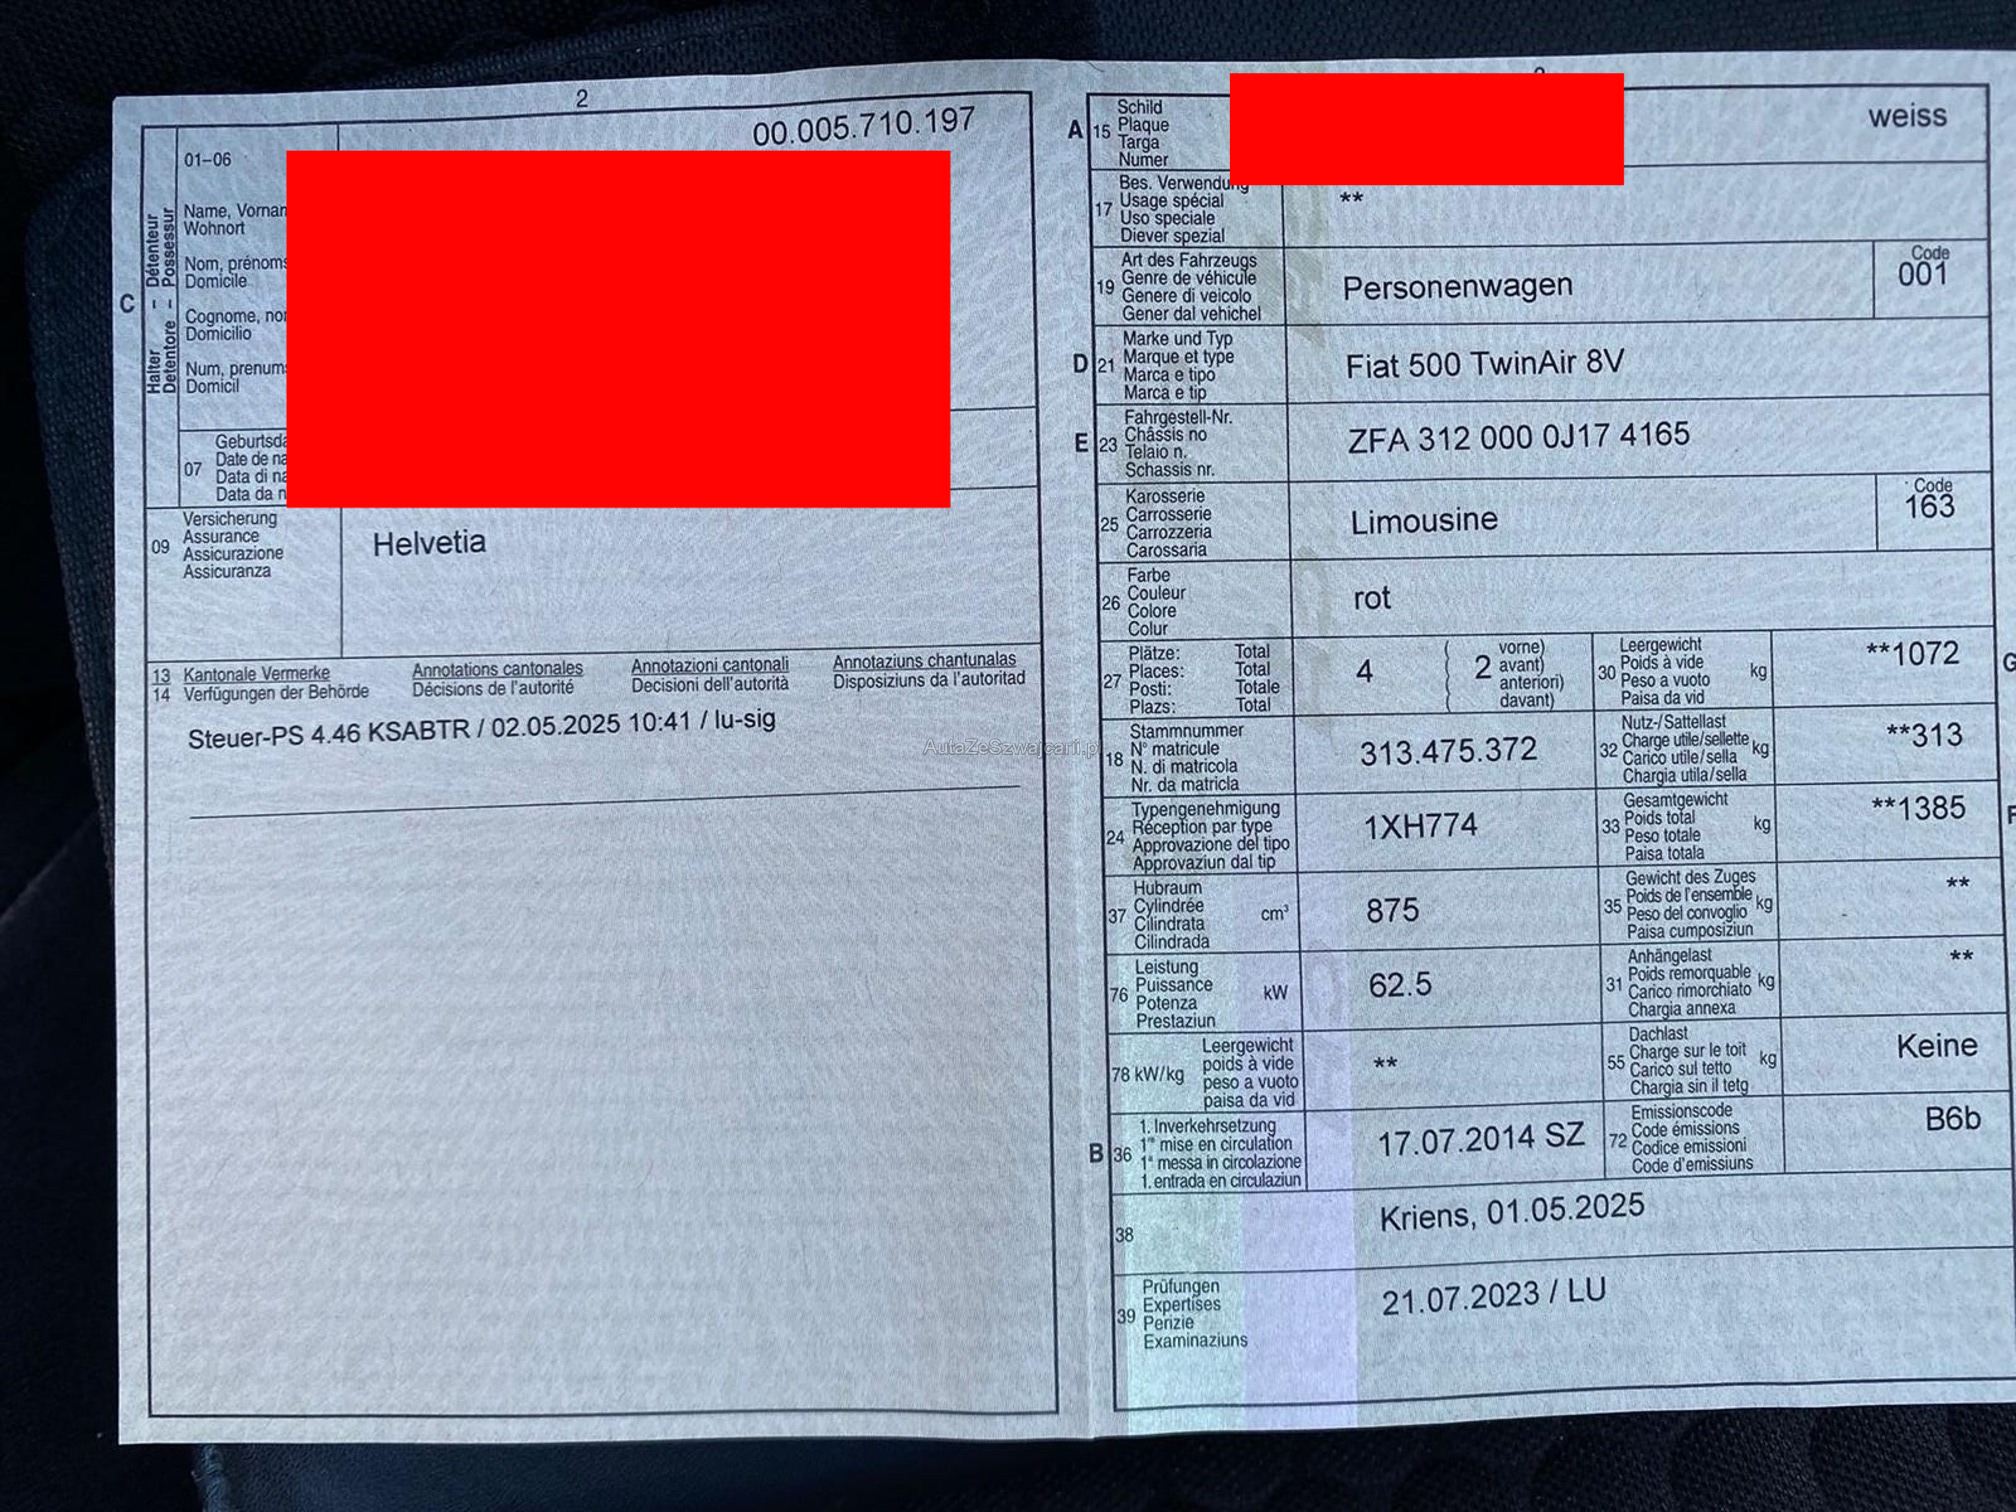 2
00.005.710.197
01–06
C
Halter – Détenteur
Detentore – Possessur
Wohnort
Domicile
Domicilio
Domicil
07
Date de
Data di
Data da
09
Versicherung
Assurance
Assicurazione
Assicuranza
Helvetia
13 Kantonale Vermerke Annotations cantonales Annotazioni cantonali Annotaziuns chantunalas
14 Verfügungen der Behörde Décisions de l'autorité Decisioni dell'autorità Disposiziuns da l'autoritad
Steuer-PS 4.46 KSABTR / 02.05.2025 10:41 / lu-sig
AutaZeSzwajcarii.pl
A 15
Schild
Plaque
Targa
Numer
weiss
17
Bes. Verwendung
Usage spécial
Uso speciale
Diever spezial
**
19
Art des Fahrzeugs
Genre de véhicule
Genere di veicolo
Gener dal vehichel
Personenwagen
Code
001
D 21
Marke und Typ
Marque et type
Marca e tipo
Marca e tip
Fiat 500 TwinAir 8V
E 23
Fahrgestell-Nr.
Châssis no
Telaio n.
Schassis nr.
ZFA 312 000 0J17 4165
25
Karosserie
Carrosserie
Carrozzeria
Carossaria
Limousine
Code
163
26
Farbe
Couleur
Colore
Colur
rot
27
Plätze: Total
Places: Total
Posti: Totale
Plazs: Total
4
( 2 vorne)
avant)
anteriori)
( davant)
30
Leergewicht
Poids à vide
Peso a vuoto
Paisa da vid
kg
**1072
G
18
Stammnummer
N° matricule
N. di matricola
Nr. da matricla
313.475.372
32
Nutz-/Sattellast
Charge utile/sellette
Carico utile/sella
Chargia utila/sella
kg
**313
24
Typengenehmigung
Réception par type
Approvazione del tipo
Approvaziun dal tip
1XH774
33
Gesamtgewicht
Poids total
Peso totale
Paisa totala
kg
**1385
F
37
Hubraum
Cylindrée
Cilindrata
Cilindrada
cm³
875
35
Gewicht des Zuges
Poids de l'ensemble
Peso del convoglio
Paisa cumposiziun
kg
**
76
Leistung
Puissance
Potenza
Prestaziun
kW
62.5
31
Anhängelast
Poids remorquable
Carico rimorchiato
Chargia annexa
kg
**
78 kW/kg
Leergewicht
poids à vide
peso a vuoto
paisa da vid
**
55
Dachlast
Charge sur le toit
Carico sul tetto
Chargia sin il tetg
kg
Keine
B 36
1. Inverkehrsetzung
1re mise en circulation
1a messa in circolazione
1. entrada en circulaziun
17.07.2014 SZ
72
Emissionscode
Code émissions
Codice emissioni
Code d'emissiuns
B6b
38
Kriens, 01.05.2025
39
Prüfungen
Expertises
Perizie
Examinaziuns
21.07.2023 / LU